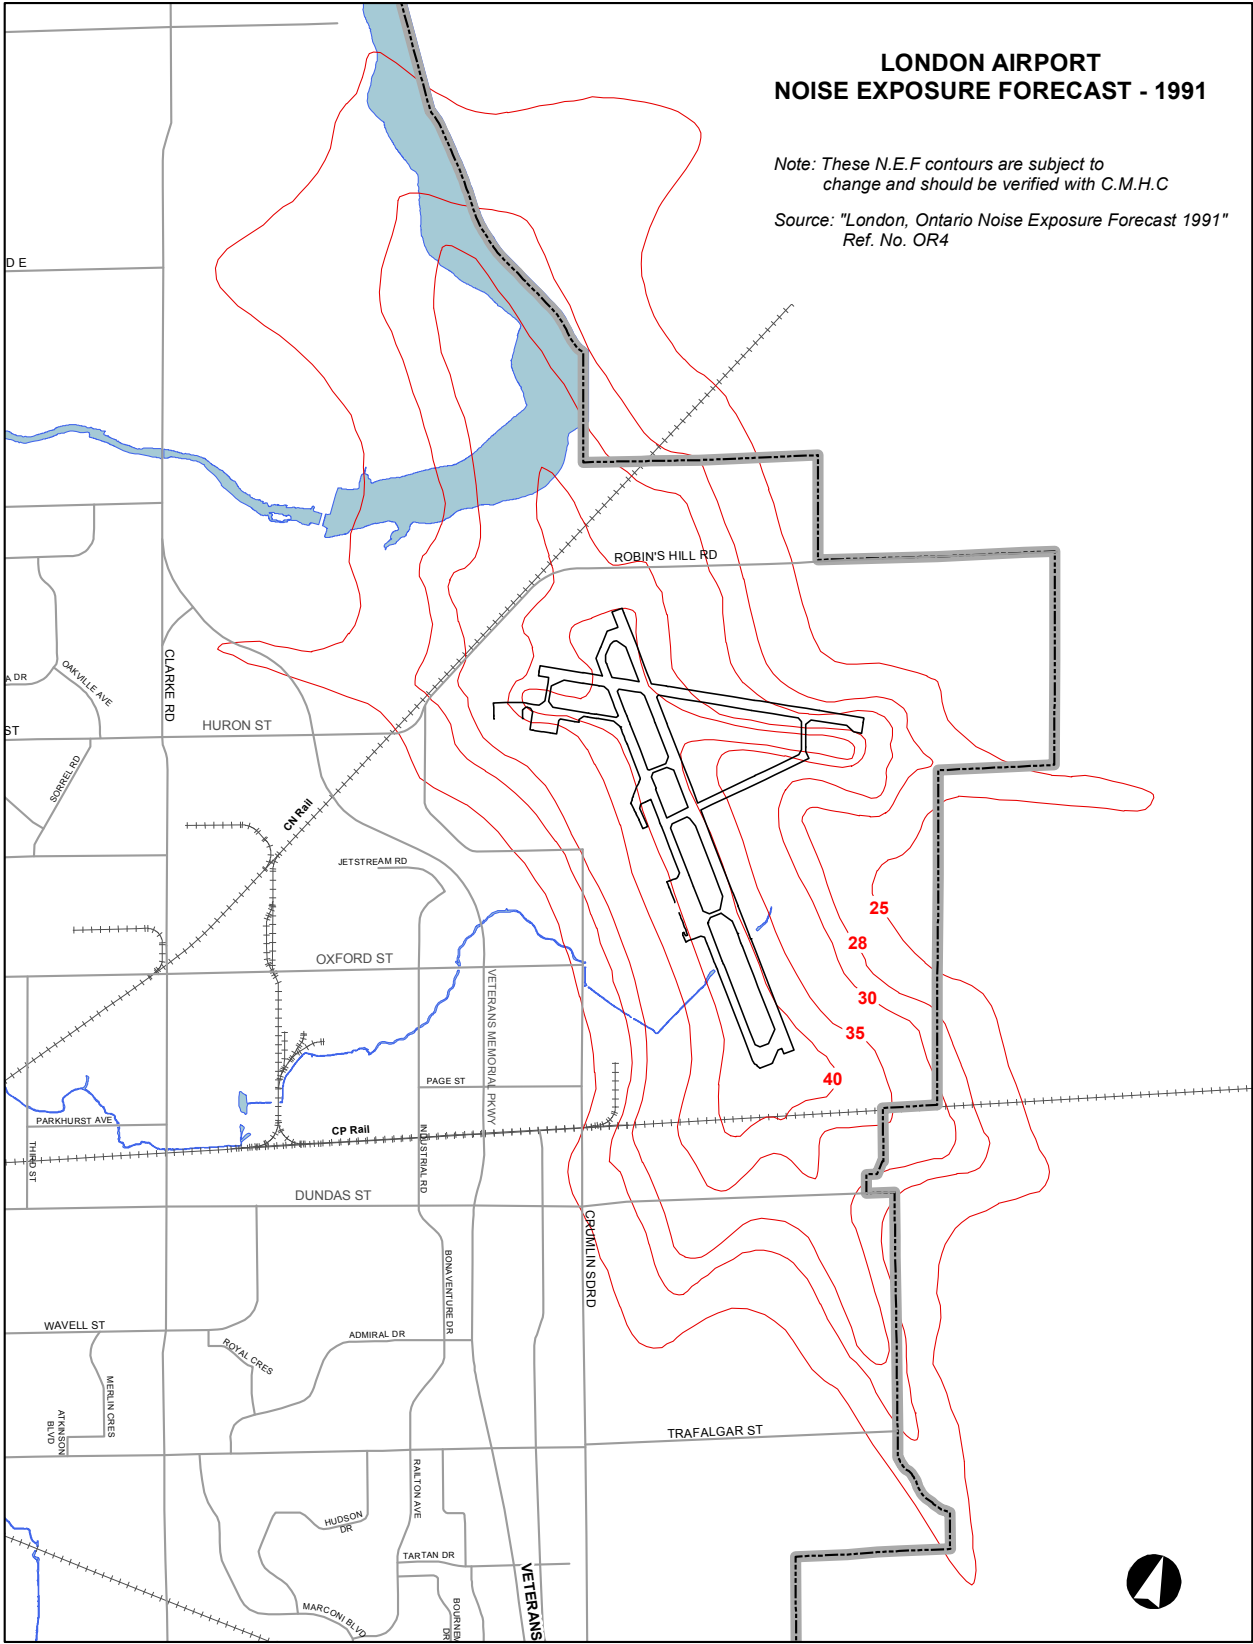 LONDON AIRPORT
NOISE EXPOSURE FORECAST - 1991
Note: These N.E.F contours are subject to
change and should be verified with C.M.H.C
Source: "London, Ontario Noise Exposure Forecast 1991"
Ref. No. OR4
D E
ROBIN'S HILL RD
CLARKE RD
A DR
OAKVILLE AVE
ST
HURON ST
SORREL RD
CN Rail
JETSTREAM RD
25
28
OXFORD ST
VETERANS MEMORIAL PKWY
30
35
40
PAGE ST
PARKHURST AVE
CP Rail
THIRD ST
INDUSTRIAL RD
DUNDAS ST
CRUMLIN SDRD
BONAVENTURE DR
WAVELL ST
ADMIRAL DR
ROYAL CRES
MERLIN CRES
ATKINSON
BLVD
TRAFALGAR ST
RAILTON AVE
HUDSON
DR
TARTAN DR
VETERANS
MARCONI BLVD
BOURNEM
DR